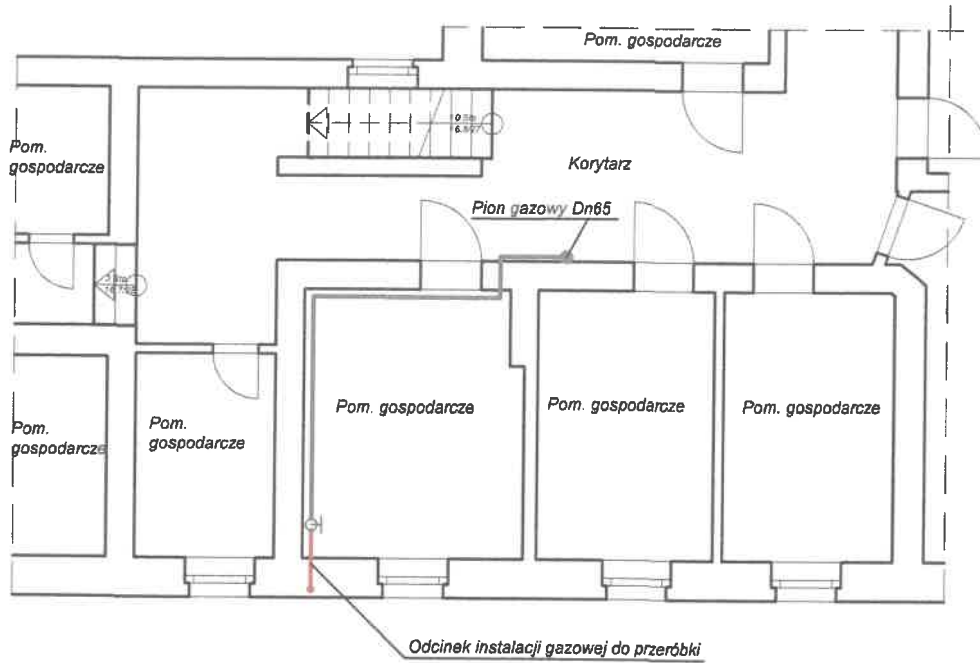 Pom. gospodarcze
Pom.
gospodarcze
Korytarz
Pion gazowy Dn65
Pom. gospodarcze
Pom. gospodarcze
Pom. gospodarcze
Pom.
gospodarcze
Pom.
gospodarcze
Odcinek instalacji gazowej do przeróbki